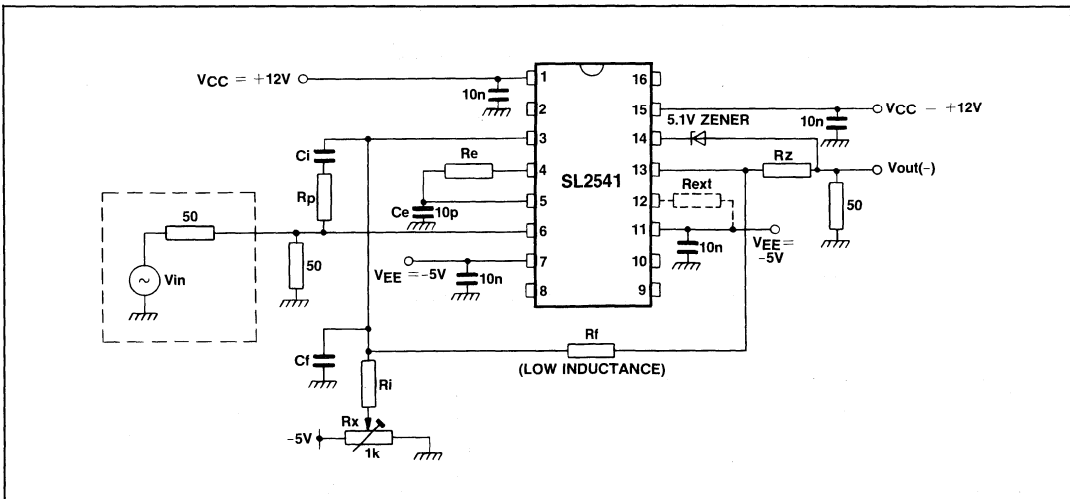 VCC = +12V
10n
1
2
3
4
5
6
7
8
16
15
14
13
12
11
10
9
SL2541
10n
VCC - +12V
5.1V ZENER
Ci
Re
Rz
Vout(-)
Rp
Rext
Ce
10p
50
50
Vin
50
VEE = -5V
10n
10n
VEE =
-5V
Cf
Rf
(LOW INDUCTANCE)
Ri
Rx
-5V
1k